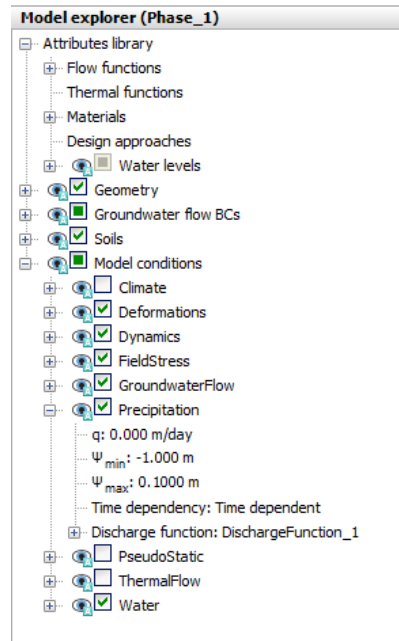 Model explorer (Phase_1)
Attributes library
Flow functions
Thermal functions
Materials
Design approaches
Water levels
Geometry
Groundwater flow BCs
Soils
Model conditions
Climate
Deformations
Dynamics
FieldStress
GroundwaterFlow
Precipitation
q: 0.000 m/day
Ψmin: -1.000 m
Ψmax: 0.1000 m
Time dependency: Time dependent
Discharge function: DischargeFunction_1
PseudoStatic
ThermalFlow
Water